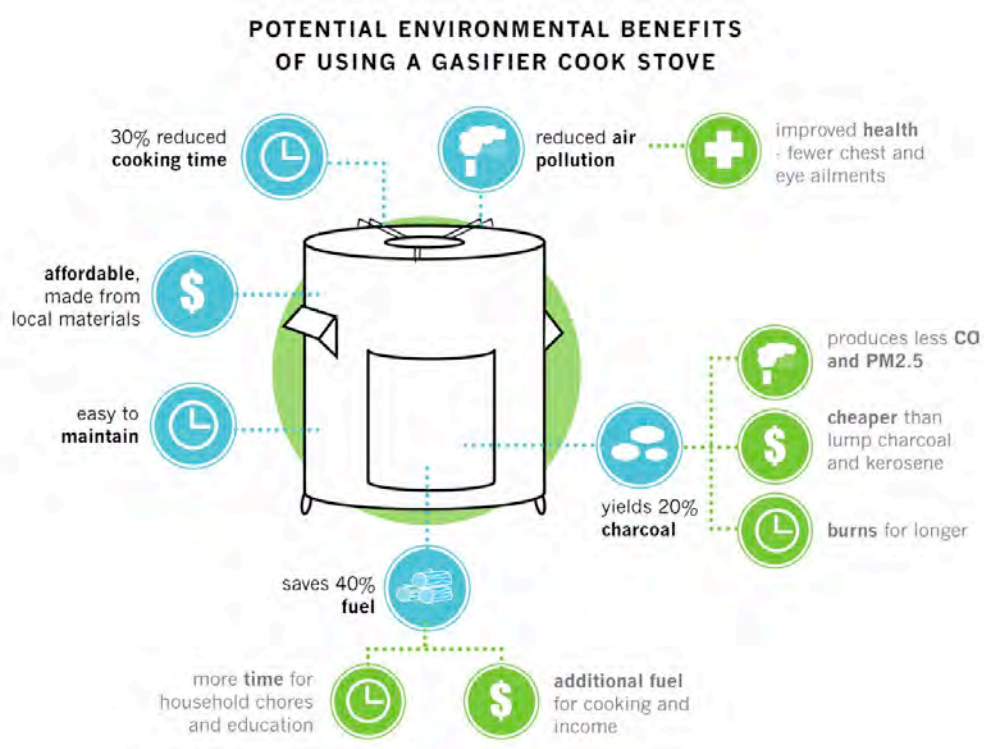 POTENTIAL ENVIRONMENTAL BENEFITS
OF USING A GASIFIER COOK STOVE
30% reduced
cooking time
reduced air
pollution
improved health
- fewer chest and
eye ailments
affordable,
made from
local materials
$
easy to
maintain
yields 20%
charcoal
produces less CO
and PM2.5
$
cheaper than
lump charcoal
and kerosene
burns for longer
saves 40%
fuel
more time for
household chores
and education
$
additional fuel
for cooking and
income